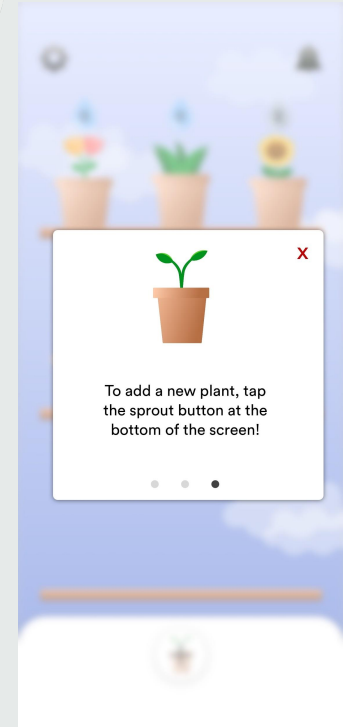 X
To add a new plant, tap
the sprout button at the
bottom of the screen!